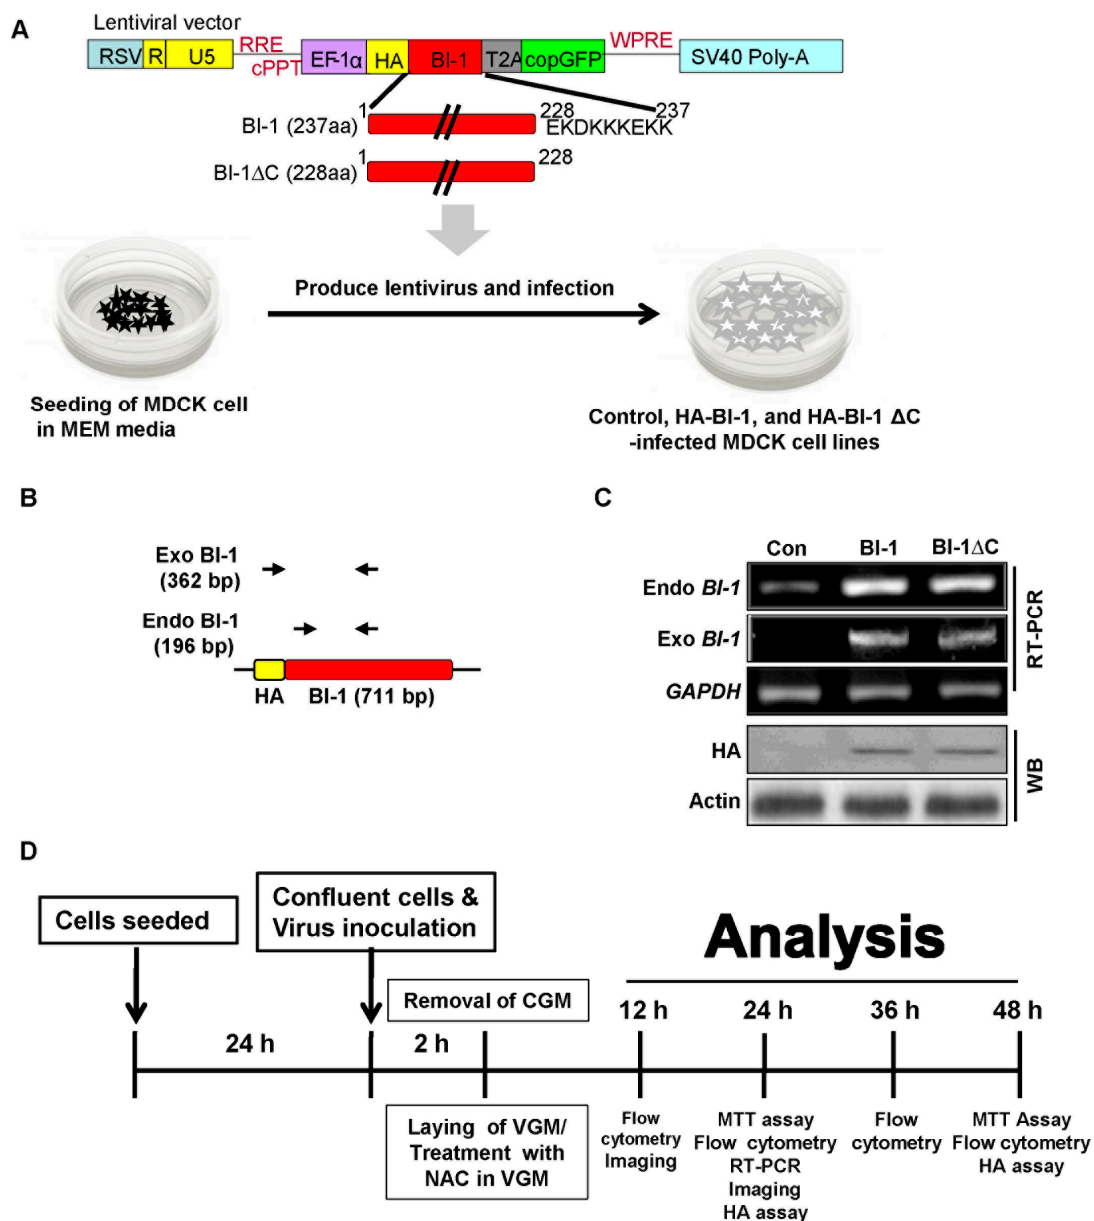 A
Lentiviral vector
RSV R U5 RRE cPPT EF-1α HA BI-1 T2A copGFP WPRE SV40 Poly-A
1 228 237
BI-1 (237aa) EKDKKKEKK
1 228
BI-1ΔC (228aa)
Produce lentivirus and infection
Seeding of MDCK cell
in MEM media
Control, HA-BI-1, and HA-BI-1 ΔC
-infected MDCK cell lines
B
Exo BI-1
(362 bp)
Endo BI-1
(196 bp)
HA BI-1 (711 bp)
C
Con BI-1 BI-1ΔC
Endo BI-1
Exo BI-1
GAPDH
RT-PCR
HA
Actin
WB
D
Cells seeded
Confluent cells &
Virus inoculation
Removal of CGM
Analysis
24 h 2 h 12 h 24 h 36 h 48 h
Laying of VGM/
Treatment with
NAC in VGM
Flow
cytometry
Imaging
MTT assay
Flow cytometry
RT-PCR
Imaging
HA assay
Flow
cytometry
MTT Assay
Flow cytometry
HA assay